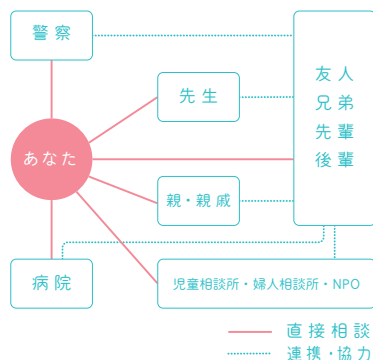 警察
友人
兄弟
先輩
後輩
先生
あなた
親・親戚
病院
児童相談所・婦人相談所・NPO
直接相談
連携・協力